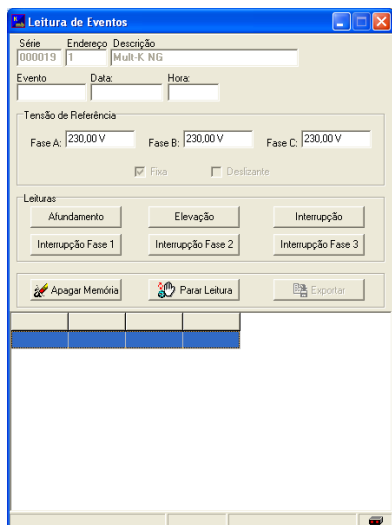 Leitura de Eventos
Série Endereço Descrição
000019 1 Mult-K NG
Evento Data: Hora:
Tensão de Referência
Fase A: 230,00 V Fase B: 230,00 V Fase C: 230,00 V
Fixa Deslizante
Leituras
Afundamento Elevação Interrupção
Interrupção Fase 1 Interrupção Fase 2 Interrupção Fase 3
Apagar Memória Parar Leitura Exportar